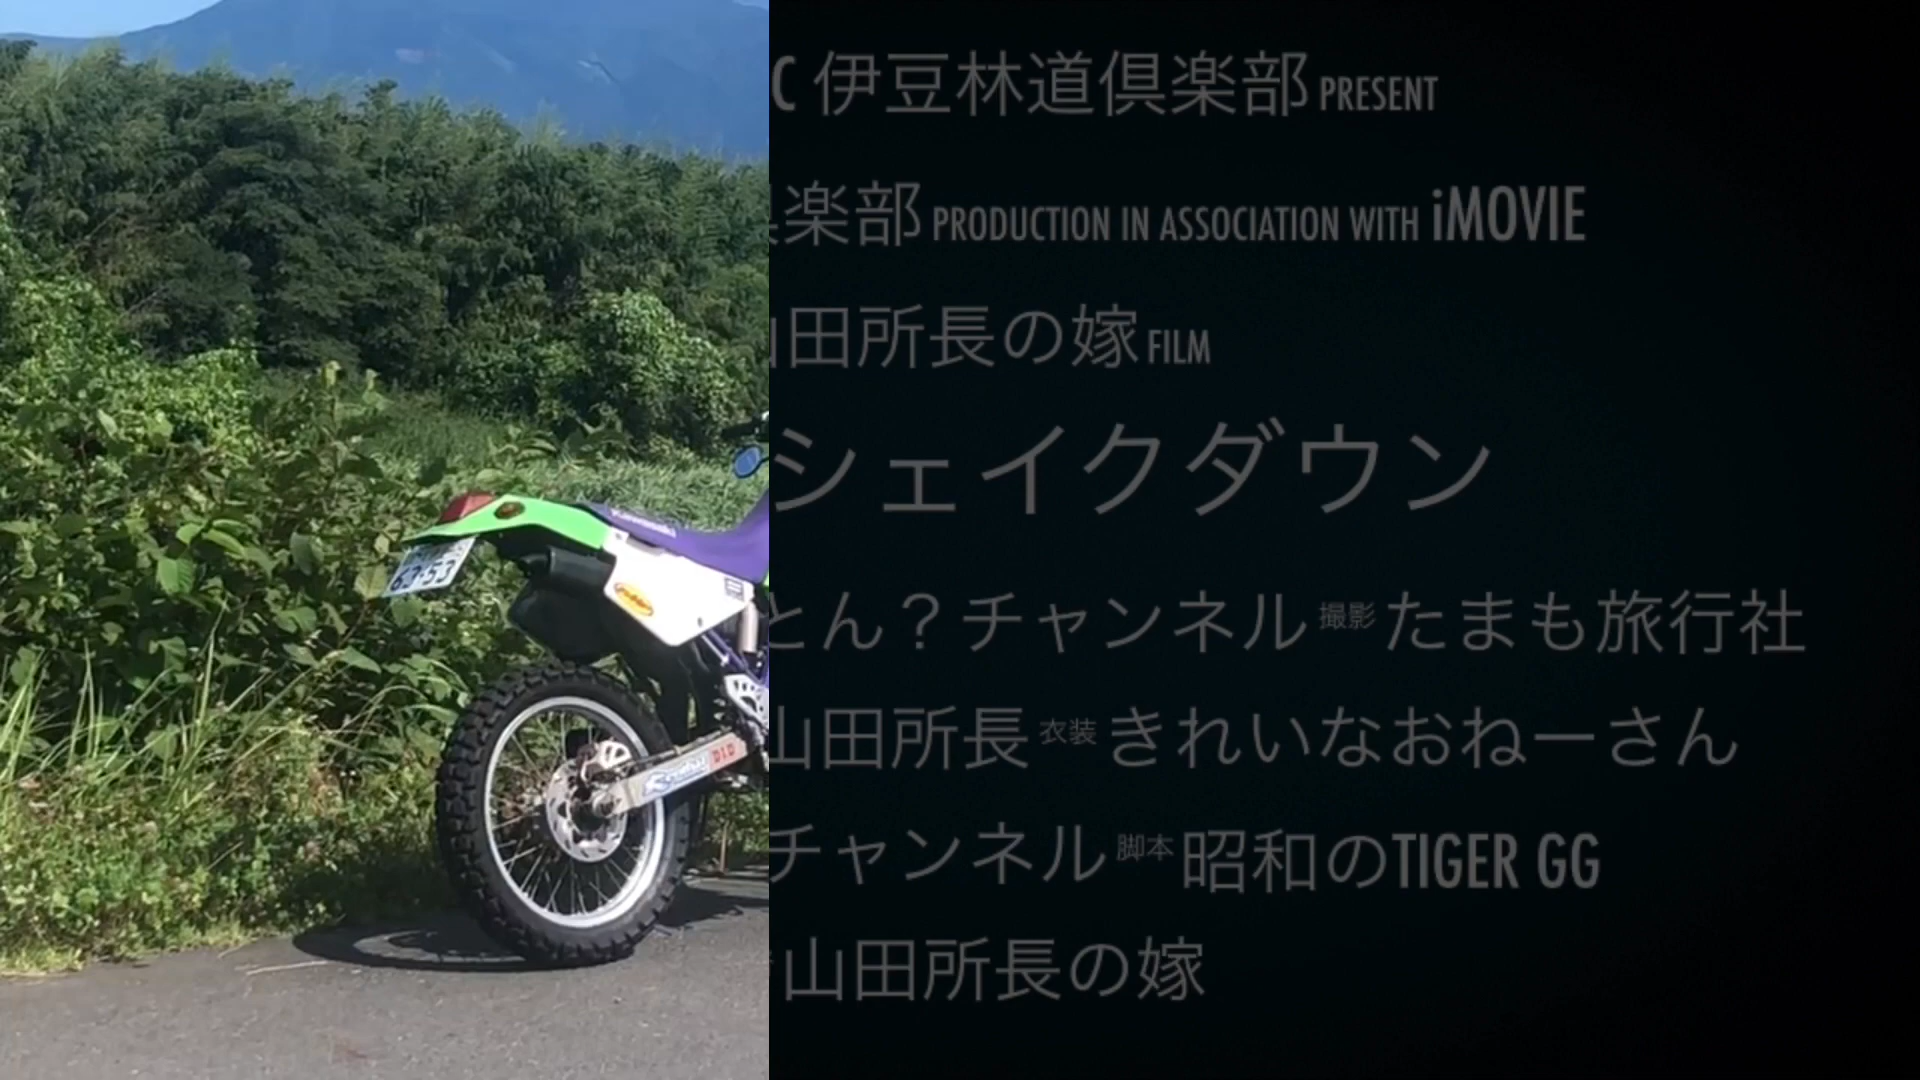 C 伊豆林道倶楽部 PRESENT
楽部 PRODUCTION IN ASSOCIATION WITH iMOVIE
山田所長の嫁 FILM
シェイクダウン
とん？チャンネル 撮影 たまも旅行社
山田所長 衣装 きれいなおねーさん
チャンネル 脚本 昭和のTIGER GG
山田所長の嫁
Kawasaki
63-53
DID